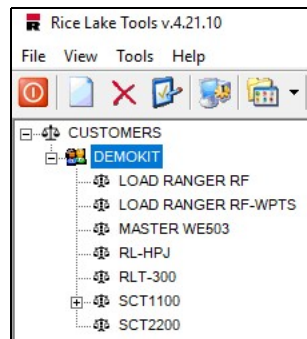 Rice Lake Tools v.4.21.10
File View Tools Help
CUSTOMERS
DEMOKIT
LOAD RANGER RF
LOAD RANGER RF-WPTS
MASTER WE503
RL-HPJ
RLT-300
SCT1100
SCT2200